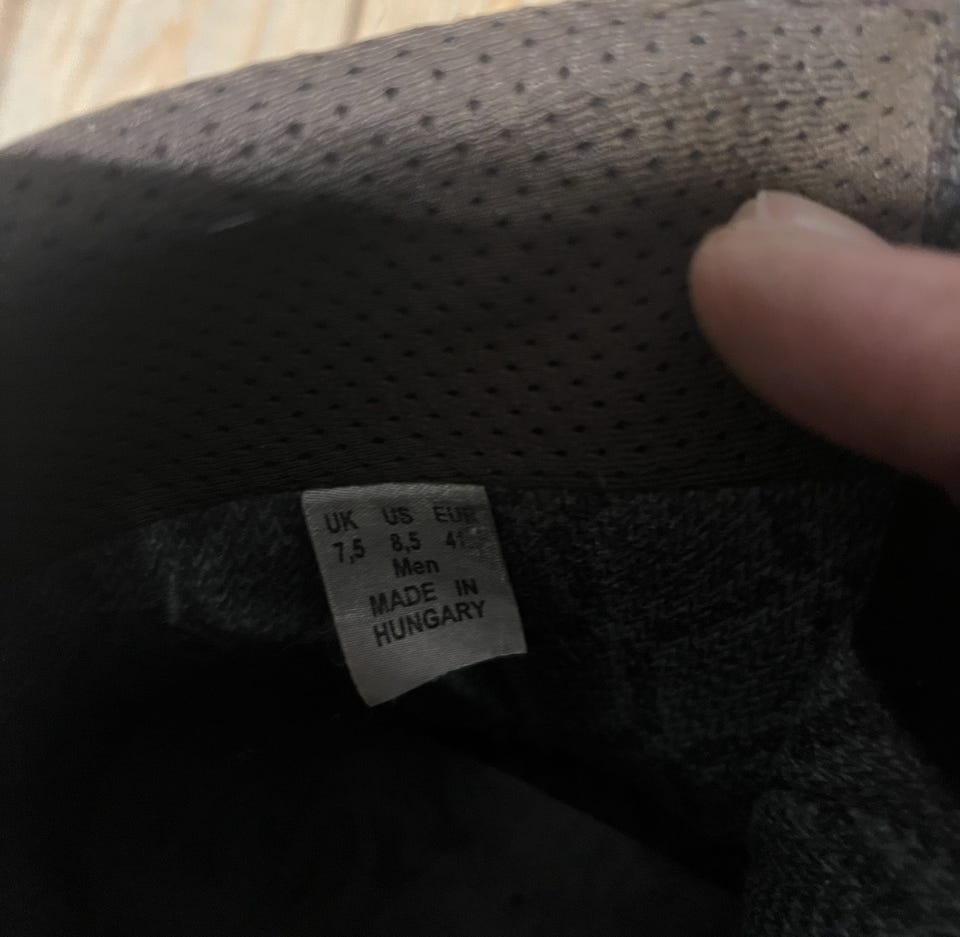 UK US EUR
7,5 8,5 41
Men
MADE IN
HUNGARY